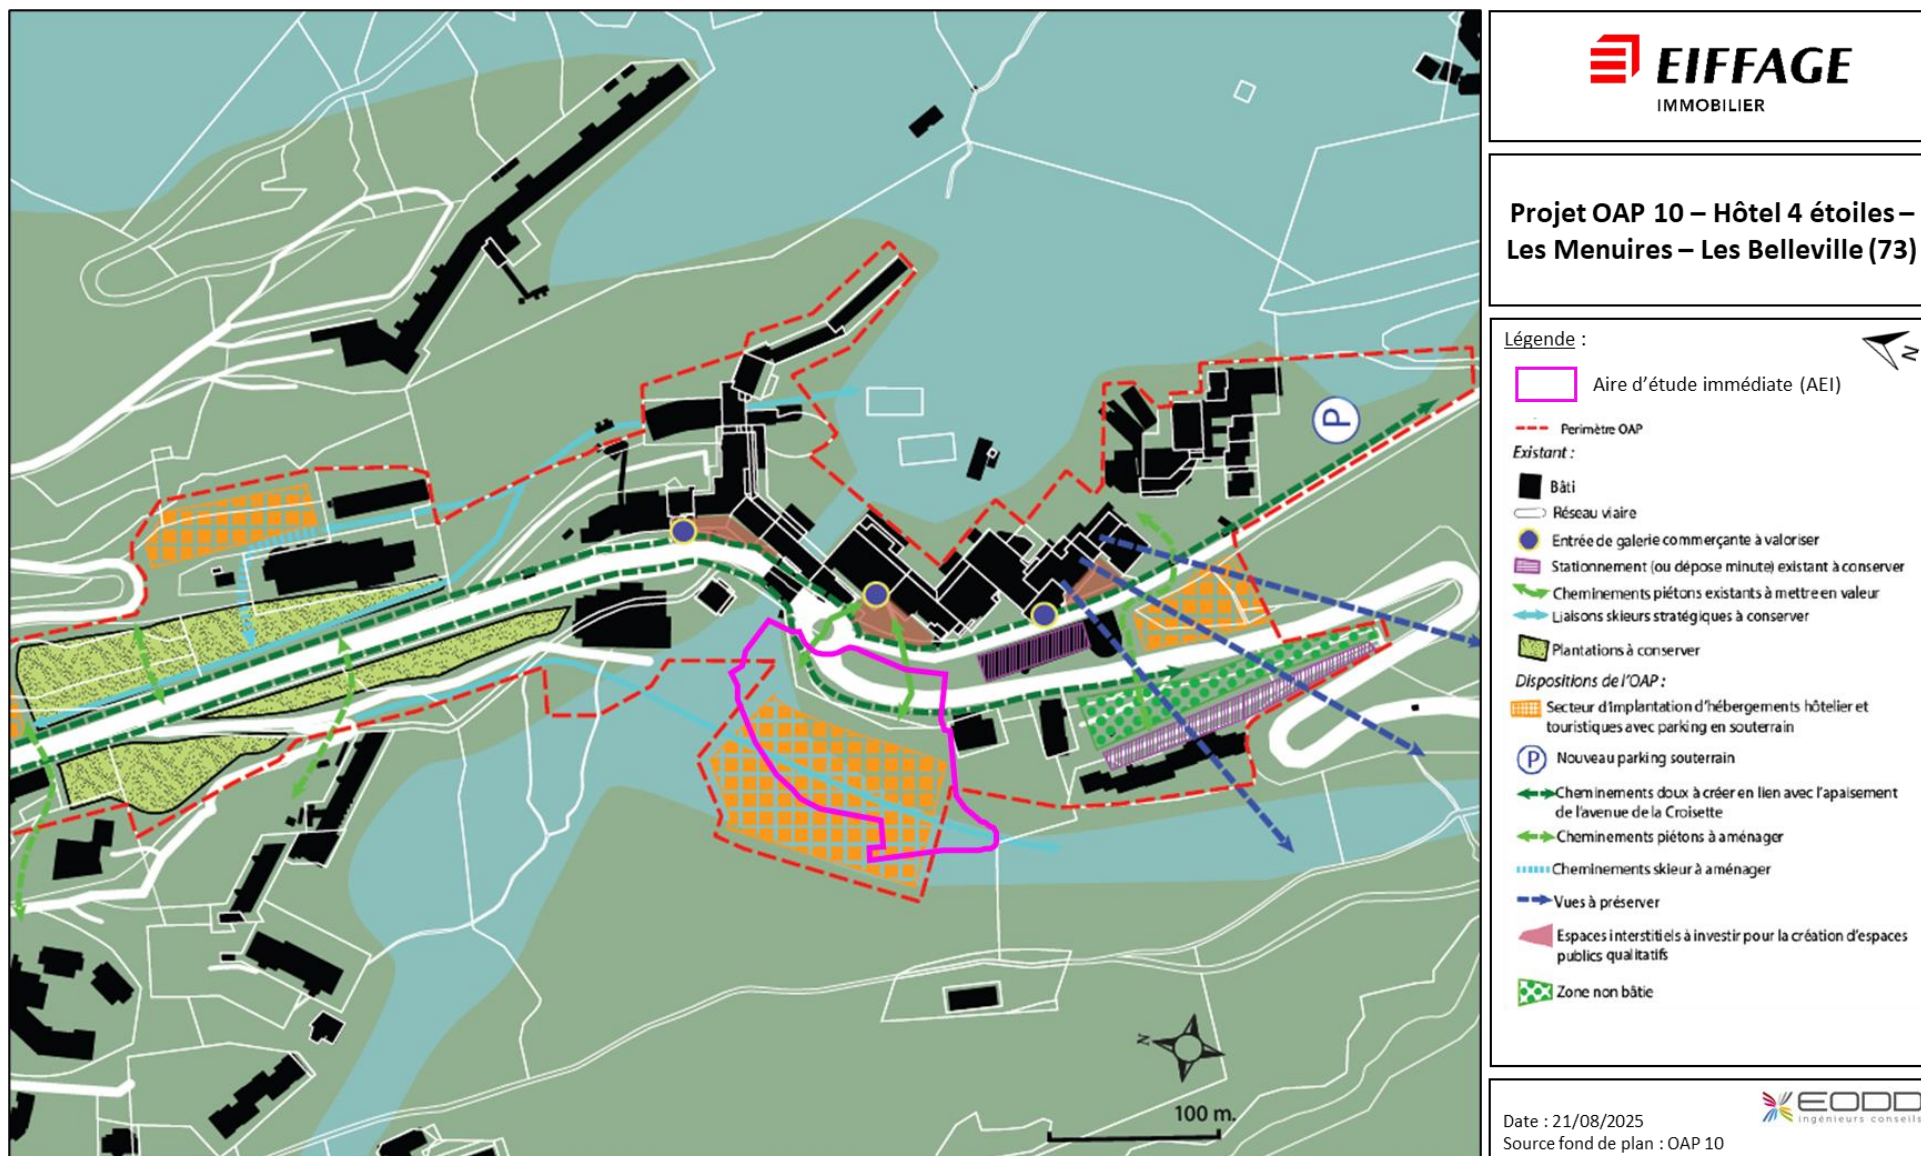 EIFFAGE
IMMOBILIER
Projet OAP 10 – Hôtel 4 étoiles –
Les Menuires – Les Belleville (73)
Légende :
N
Aire d'étude immédiate (AEI)
Perimètre OAP
Existant :
Bâti
Réseau viaire
Entrée de galerie commerçante à valoriser
Stationnement (ou dépose minute) existant à conserver
Cheminements piétons existants à mettre en valeur
Liaisons skieurs stratégiques à conserver
Plantations à conserver
Dispositions de l'OAP :
Secteur d'implantation d'hébergements hôtelier et
touristiques avec parking en souterrain
P
Nouveau parking souterrain
Cheminements doux à créer en lien avec l'apaisement
de l'avenue de la Croisette
Cheminements piétons à aménager
Cheminements skieur à aménager
Vues à préserver
Espaces interstitiels à investir pour la création d'espaces
publics qualitatifs
Zone non bâtie
P
N
100 m.
Date : 21/08/2025
Source fond de plan : OAP 10
EODD
ingénieurs conseils